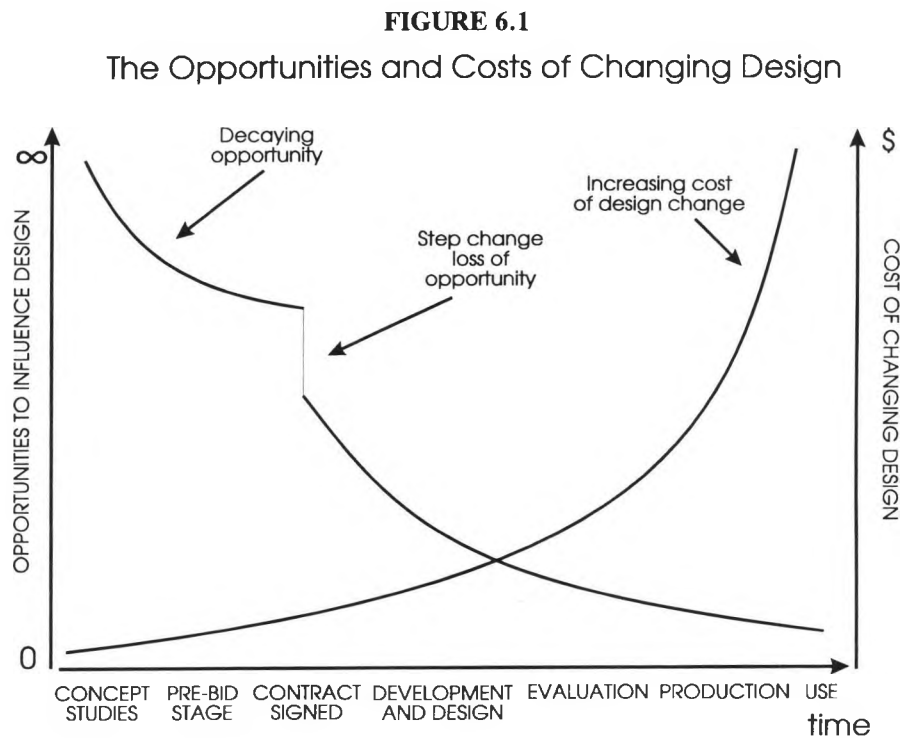 FIGURE 6.1
The Opportunities and Costs of Changing Design
∞
$
Decaying
opportunity
Increasing cost
of design change
Step change
loss of
opportunity
OPPORTUNITIES TO INFLUENCE DESIGN
COST OF CHANGING DESIGN
0
CONCEPT
STUDIES
PRE-BID
STAGE
CONTRACT
SIGNED
DEVELOPMENT
AND DESIGN
EVALUATION
PRODUCTION
USE
time